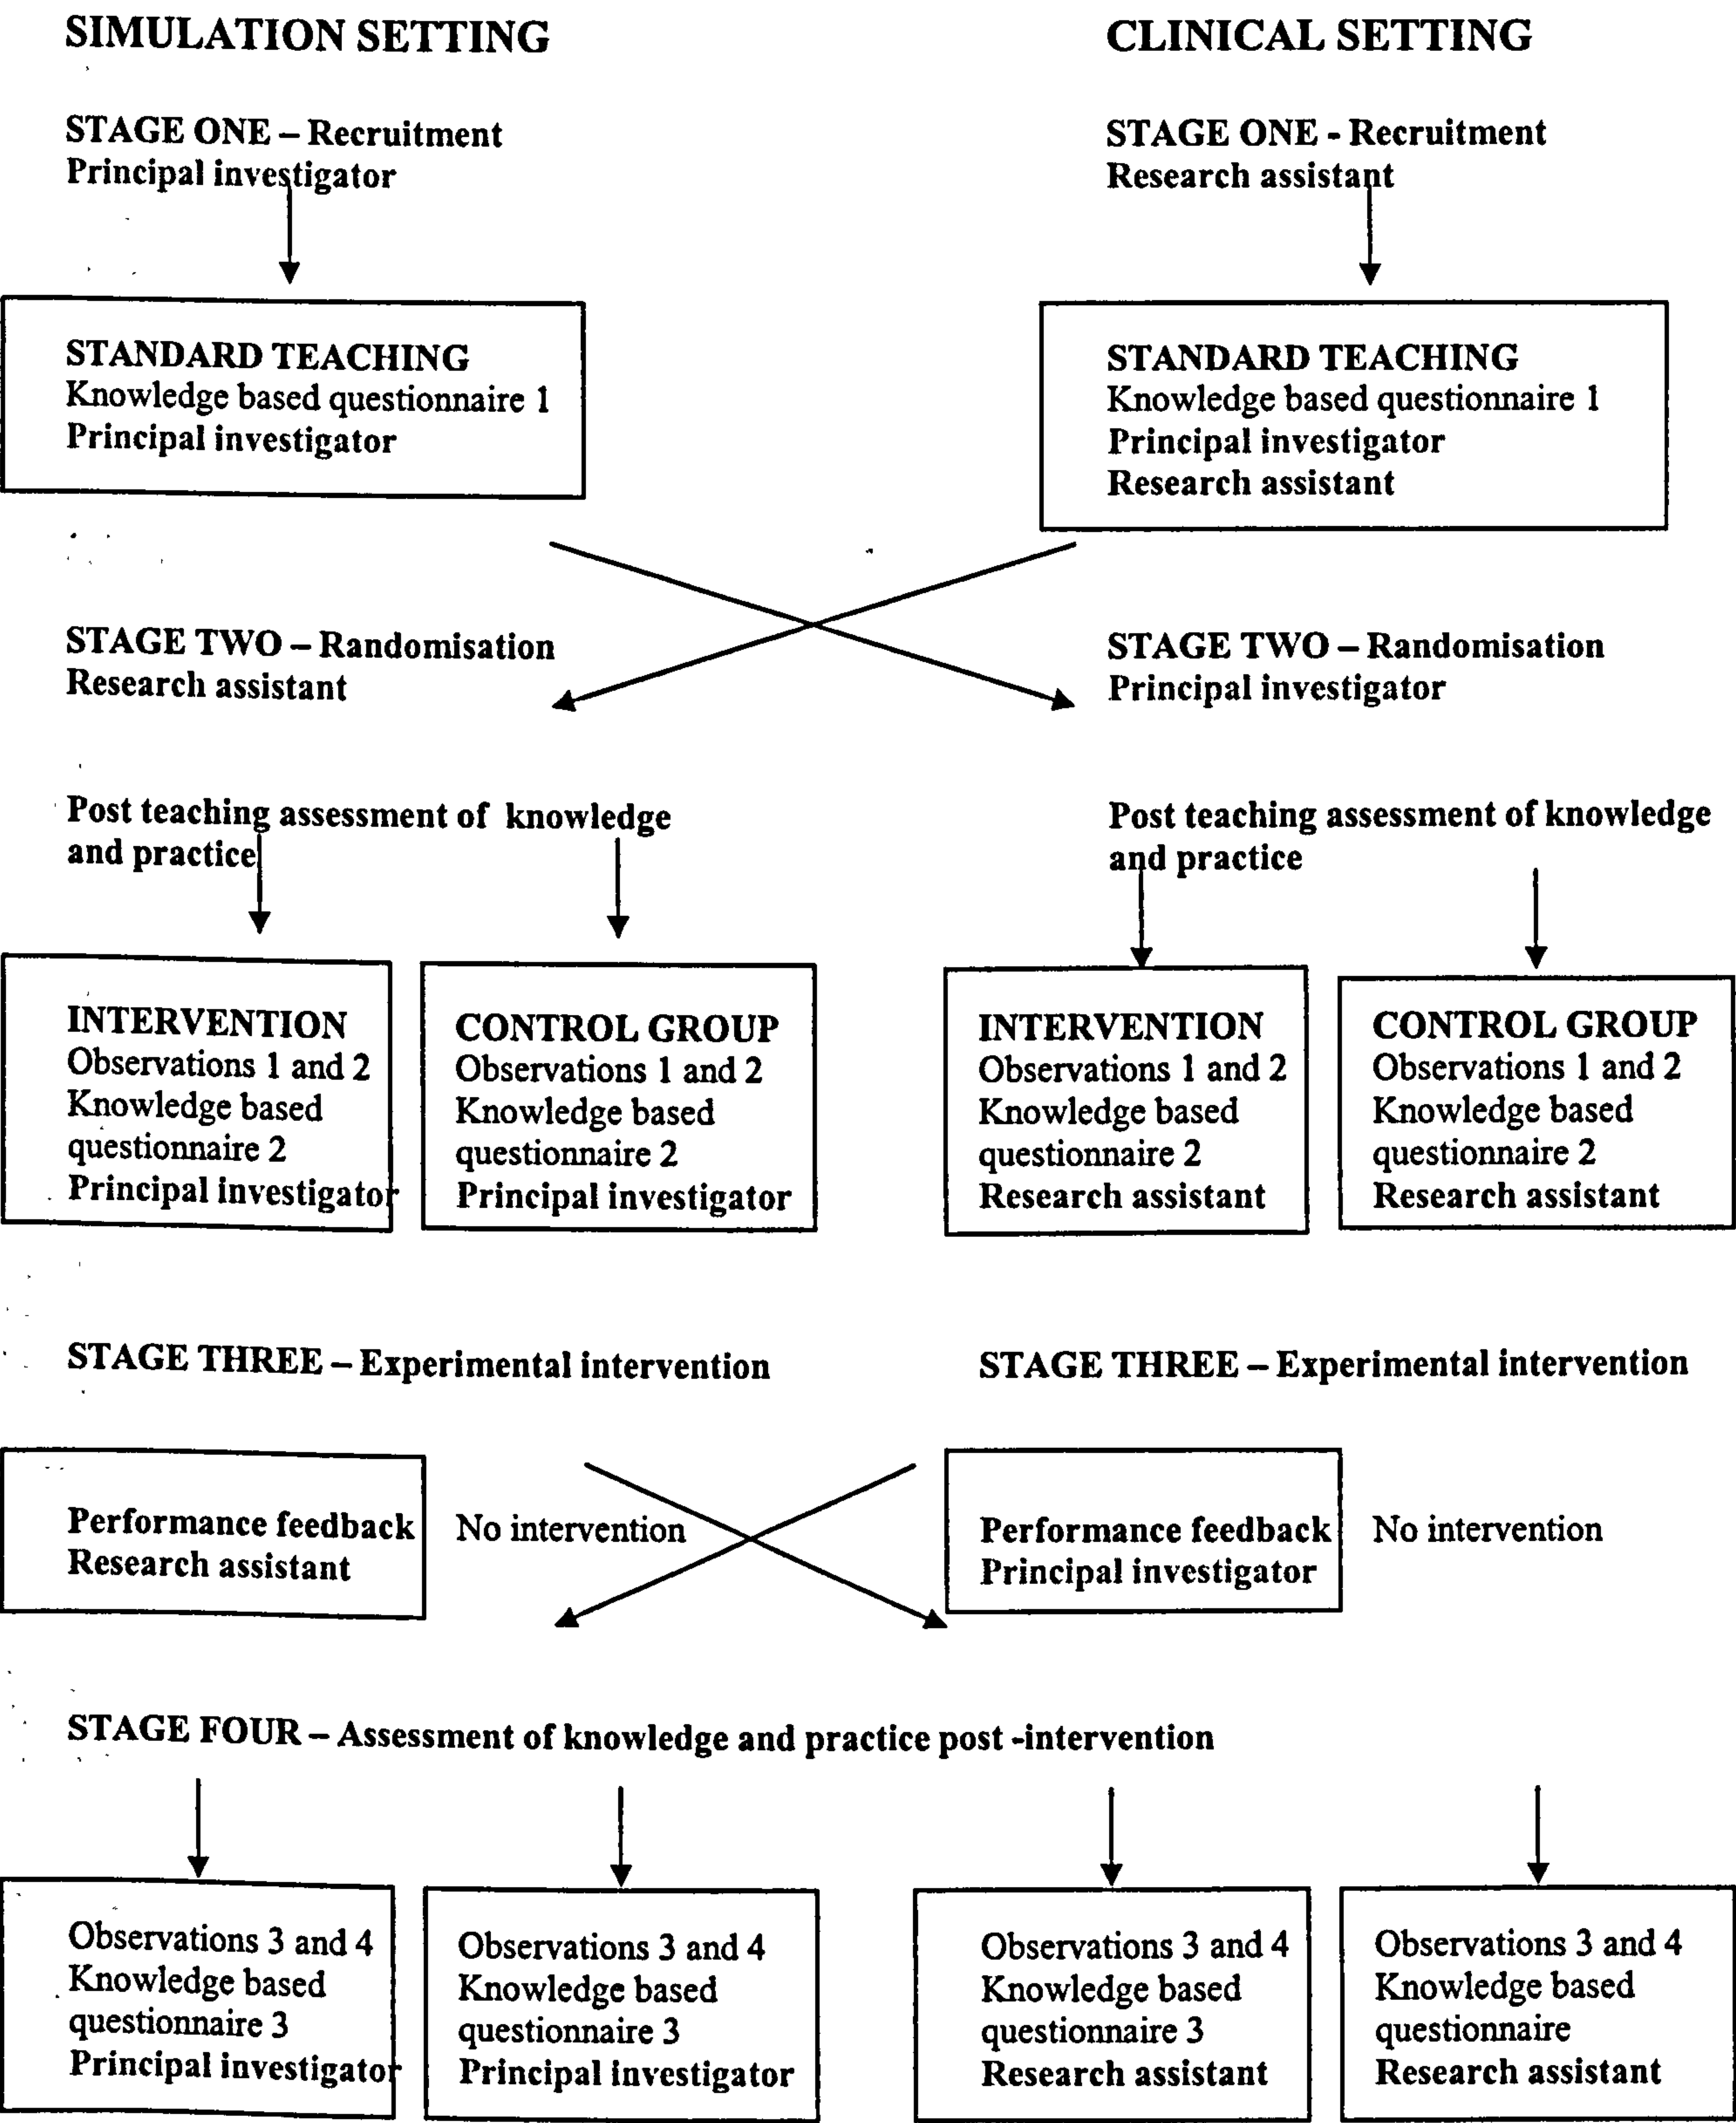 SIMULATION SETTING
CLINICAL SETTING
STAGE ONE – Recruitment
Principal investigator
STAGE ONE - Recruitment
Research assistant
STANDARD TEACHING
Knowledge based questionnaire 1
Principal investigator
STANDARD TEACHING
Knowledge based questionnaire 1
Principal investigator
Research assistant
STAGE TWO – Randomisation
Research assistant
STAGE TWO – Randomisation
Principal investigator
Post teaching assessment of knowledge
and practice
Post teaching assessment of knowledge
and practice
INTERVENTION
Observations 1 and 2
Knowledge based
questionnaire 2
Principal investigator
CONTROL GROUP
Observations 1 and 2
Knowledge based
questionnaire 2
Principal investigator
INTERVENTION
Observations 1 and 2
Knowledge based
questionnaire 2
Research assistant
CONTROL GROUP
Observations 1 and 2
Knowledge based
questionnaire 2
Research assistant
STAGE THREE – Experimental intervention
STAGE THREE – Experimental intervention
Performance feedback
Research assistant
No intervention
Performance feedback
Principal investigator
No intervention
STAGE FOUR – Assessment of knowledge and practice post -intervention
Observations 3 and 4
Knowledge based
questionnaire 3
Principal investigator
Observations 3 and 4
Knowledge based
questionnaire 3
Principal investigator
Observations 3 and 4
Knowledge based
questionnaire 3
Research assistant
Observations 3 and 4
Knowledge based
questionnaire
Research assistant